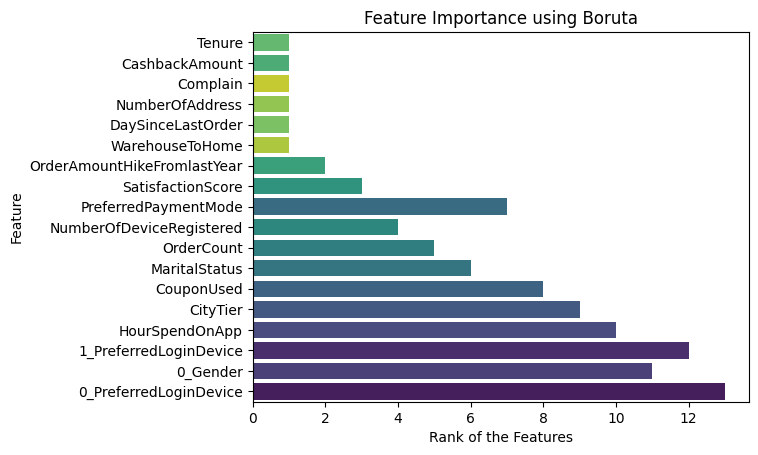 Feature Importance using Boruta
Feature
Tenure
CashbackAmount
Complain
NumberOfAddress
DaySinceLastOrder
WarehouseToHome
OrderAmountHikeFromlastYear
SatisfactionScore
PreferredPaymentMode
NumberOfDeviceRegistered
OrderCount
MaritalStatus
CouponUsed
CityTier
HourSpendOnApp
1_PreferredLoginDevice
0_Gender
0_PreferredLoginDevice
0 2 4 6 8 10 12
Rank of the Features